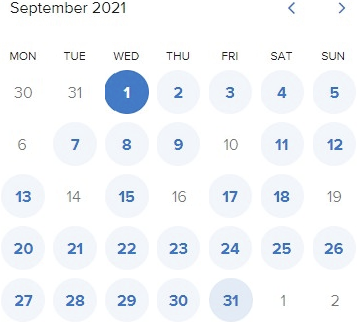 September 2021
MON TUE WED THU FRI SAT SUN
30 31 1 2 3 4 5
6 7 8 9 10 11 12
13 14 15 16 17 18 19
20 21 22 23 24 25 26
27 28 29 30 31 1 2